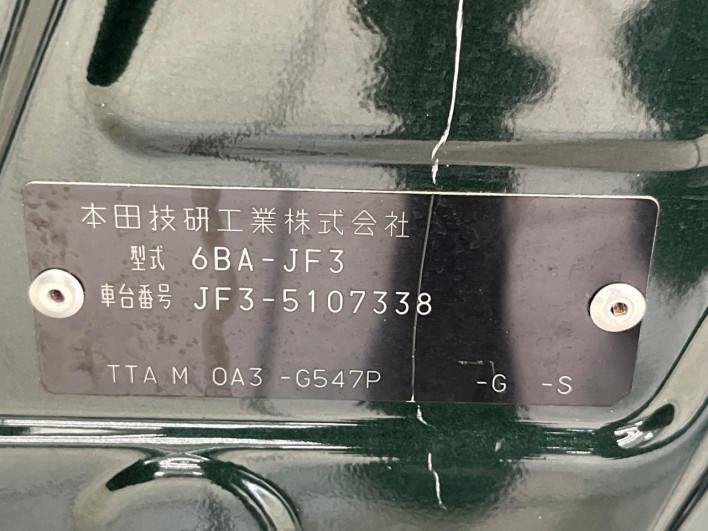 本田技研工業株式会社
型式 6BA-JF3
車台番号 JF3-5107338
TTA M 0A3 -G547P -G -S